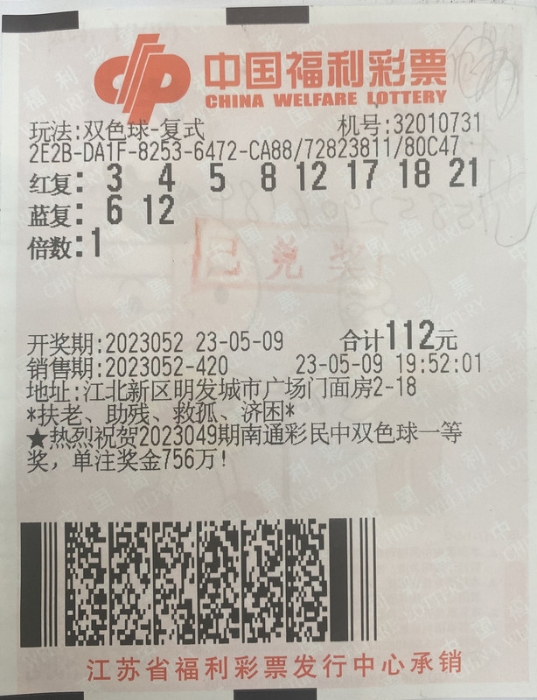 中国福利彩票
CHINA WELFARE LOTTERY
玩法:双色球-复式 机号:32010731
2E2B-DA1F-8253-6472-CA88/72823811/80C47
红复: 3 4 5 8 12 17 18 21
蓝复: 6 12
倍数:1
已兑奖
开奖期:2023052 23-05-09 合计112元
销售期:2023052-420 23-05-09 19:52:01
地址:江北新区明发城市广场门面房2-18
*扶老、助残、救孤、济困*
★热烈祝贺2023049期南通彩民中双色球一等
奖，单注奖金756万!
江苏省福利彩票发行中心承销